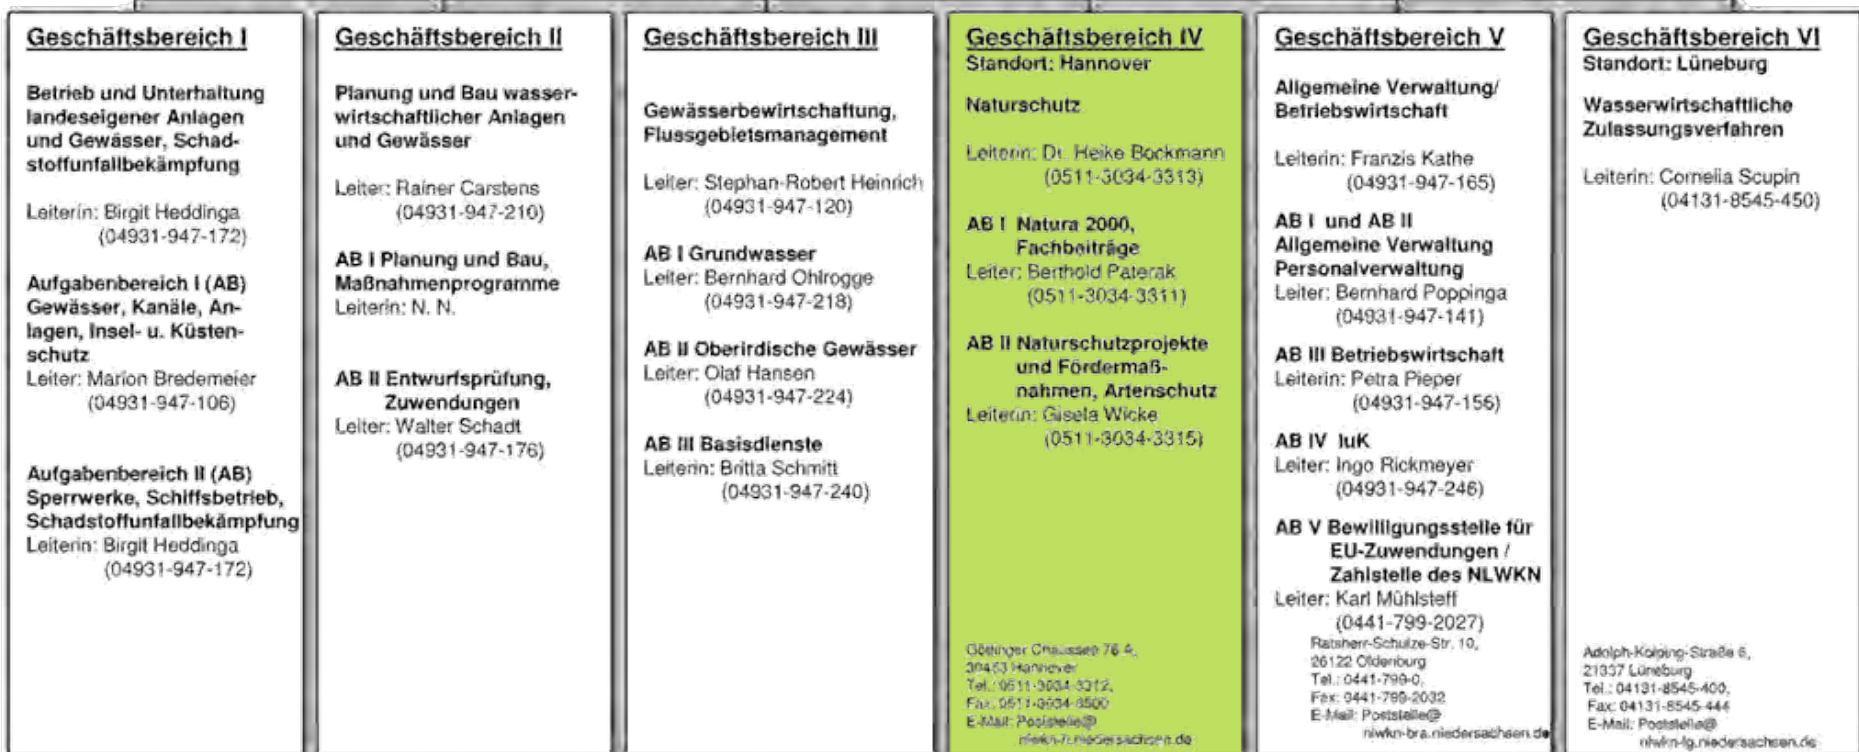 Geschäftsbereich I
Betrieb und Unterhaltung
landeseigener Anlagen
und Gewässer, Schad-
stoffunfallbekämpfung
Leiterin: Birgit Heddinga
(04931-947-172)
Aufgabenbereich I (AB)
Gewässer, Kanäle, An-
lagen, Insel- u. Küsten-
schutz
Leiter: Marion Bredemeier
(04931-947-106)
Aufgabenbereich II (AB)
Sperrwerke, Schiffsbetrieb,
Schadstoffunfallbekämpfung
Leiterin: Birgit Heddinga
(04931-947-172)
Geschäftsbereich II
Planung und Bau wasser-
wirtschaftlicher Anlagen
und Gewässer
Leiter: Rainer Carstens
(04931-947-210)
AB I Planung und Bau,
Maßnahmenprogramme
Leiterin: N. N.
AB II Entwurfsprüfung,
Zuwendungen
Leiter: Walter Schadt
(04931-947-176)
Geschäftsbereich III
Gewässerbewirtschaftung,
Flussgebietsmanagement
Leiter: Stephan-Robert Heinrich
(04931-947-120)
AB I Grundwasser
Leiter: Bernhard Ohlrogge
(04931-947-218)
AB II Oberirdische Gewässer
Leiter: Olaf Hansen
(04931-947-224)
AB III Basisdienste
Leiterin: Britta Schmitt
(04931-947-240)
Geschäftsbereich IV
Standort: Hannover
Naturschutz
Leiterin: Dr. Heike Bockmann
(0511-3034-3313)
AB I Natura 2000,
Fachbeiträge
Leiter: Berthold Paterak
(0511-3034-3311)
AB II Naturschutzprojekte
und Fördermaß-
nahmen, Artenschutz
Leiterin: Gisela Wicke
(0511-3034-3315)
Göttinger Chaussee 76 A,
30453 Hannover
Tel.: 0511-3034-3312,
Fax: 0511-3034-3500
E-Mail: Poststelle@
nlwkn-h.niedersachsen.de
Geschäftsbereich V
Allgemeine Verwaltung/
Betriebswirtschaft
Leiterin: Franzis Kathe
(04931-947-165)
AB I und AB II
Allgemeine Verwaltung
Personalverwaltung
Leiter: Bernhard Poppinga
(04931-947-141)
AB III Betriebswirtschaft
Leiterin: Petra Pieper
(04931-947-156)
AB IV IuK
Leiter: Ingo Rickmeyer
(04931-947-246)
AB V Bewilligungsstelle für
EU-Zuwendungen /
Zahlstelle des NLWKN
Leiter: Karl Mühlsteff
(0441-799-2027)
Ratsherr-Schulze-Str. 10,
26122 Oldenburg
Tel.: 0441-799-0,
Fax: 0441-799-2032
E-Mail: Poststelle@
nlwkn-bra.niedersachsen.de
Geschäftsbereich VI
Standort: Lüneburg
Wasserwirtschaftliche
Zulassungsverfahren
Leiterin: Cornelia Scupin
(04131-8545-450)
Adolph-Kolping-Straße 6,
21337 Lüneburg
Tel.: 04131-8545-400,
Fax: 04131-8545-444
E-Mail: Poststelle@
nlwkn-lg.niedersachsen.de